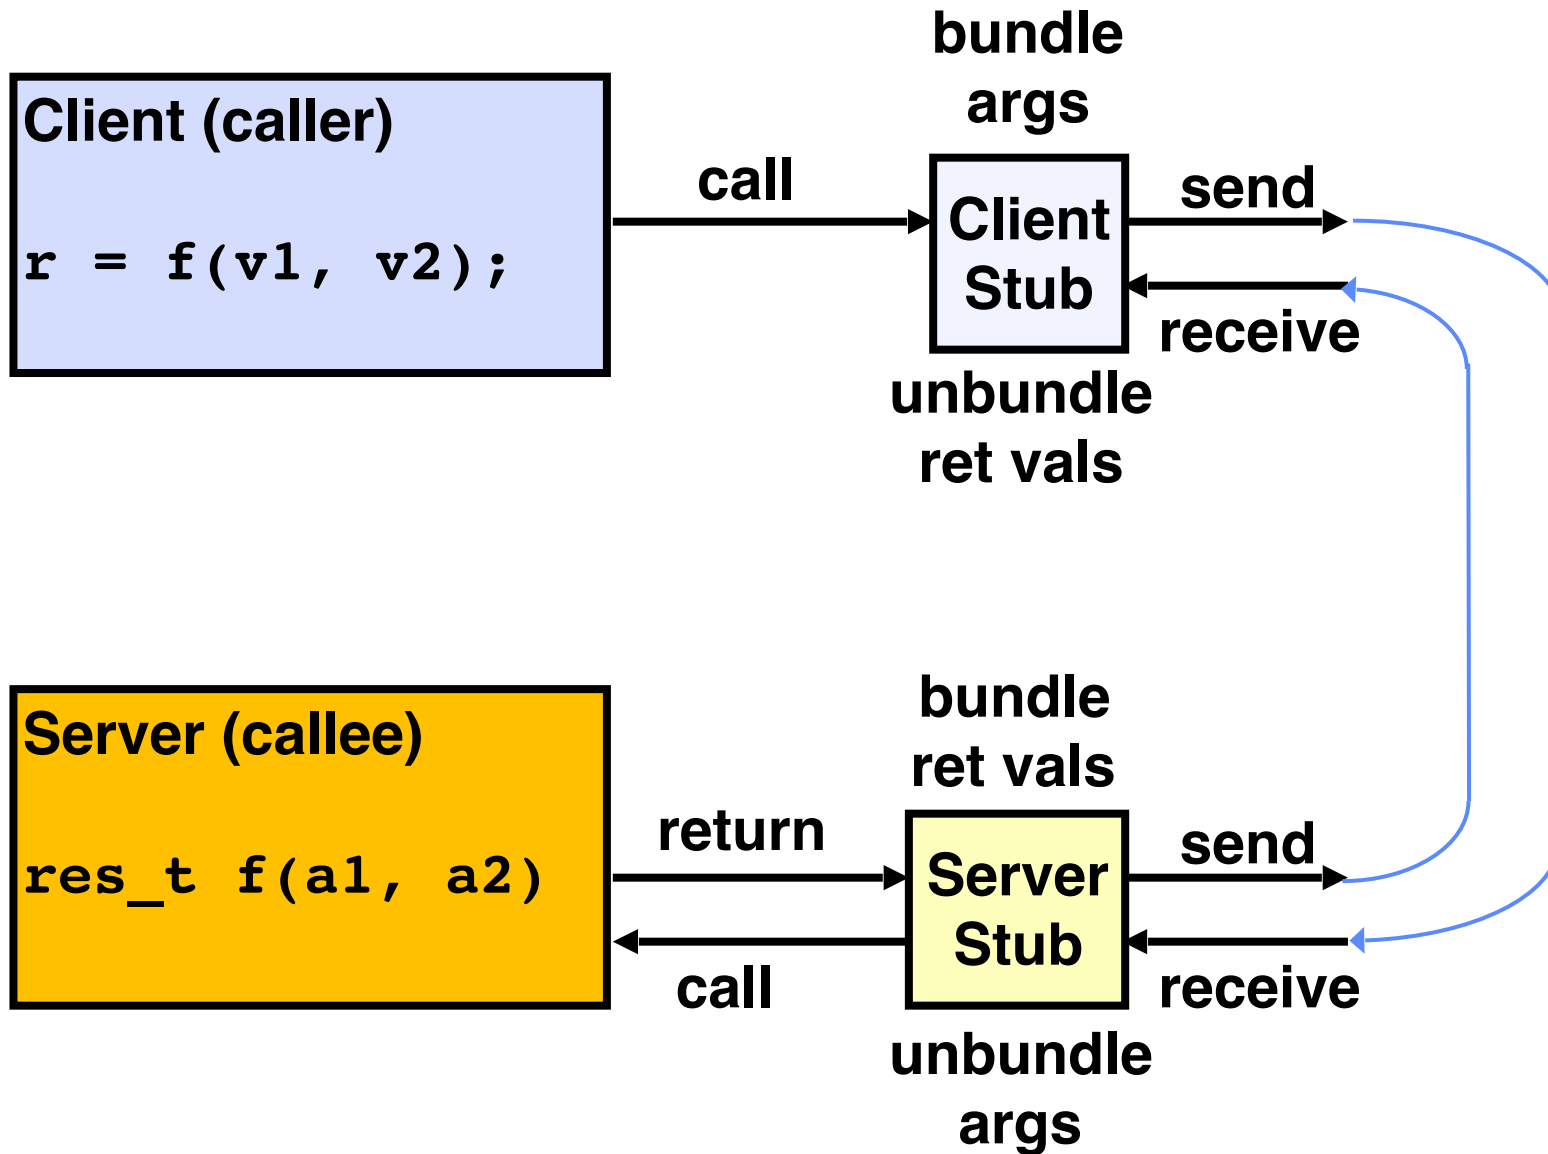 bundle
args
Client (caller)
call
send
Client
Stub
r = f(v1, v2);
receive
unbundle
ret vals
bundle
ret vals
Server (callee)
return
send
Server
Stub
res_t f(a1, a2)
call
receive
unbundle
args